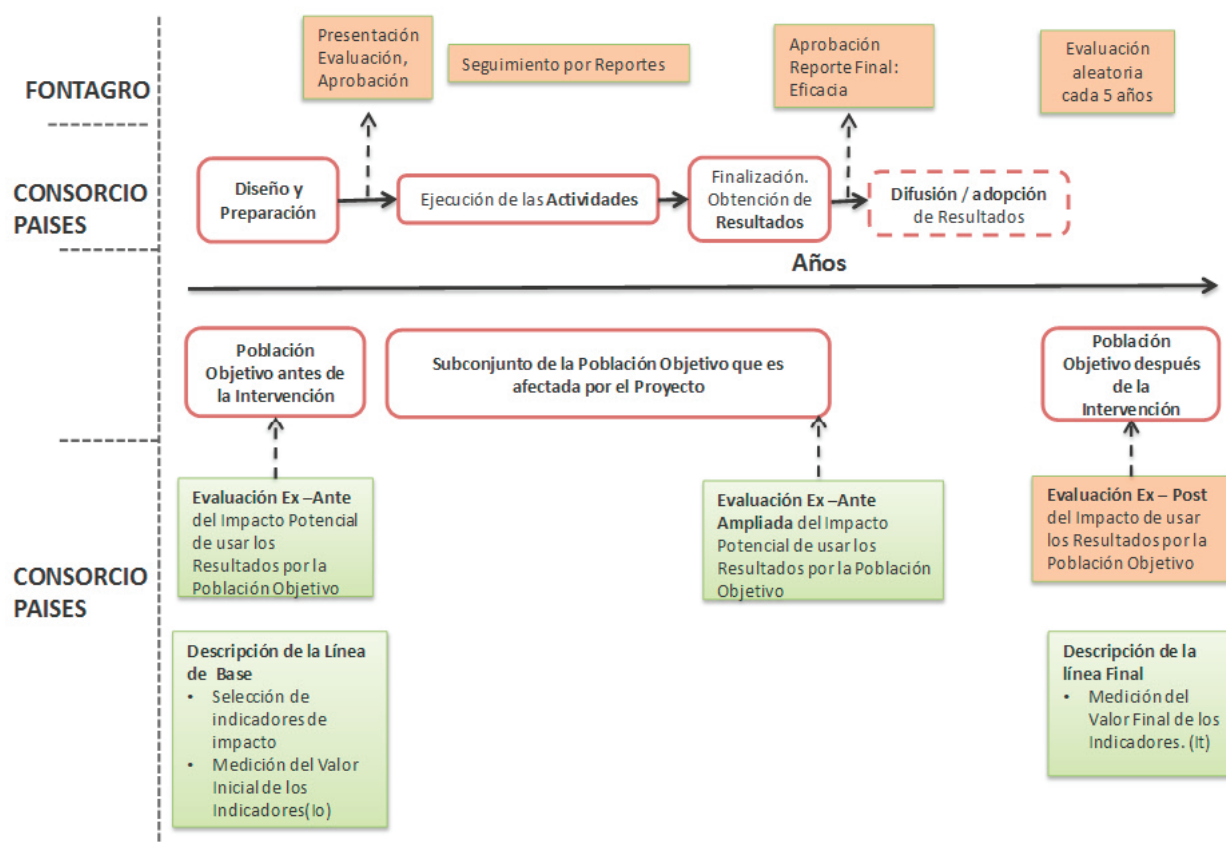 Presentación
Evaluación,
Aprobación
Seguimiento por Reportes
Aprobación
Reporte Final:
Eficacia
Evaluación
aleatoria
cada 5 años
FONTAGRO
CONSORCIO
PAISES
Diseño y
Preparación
Ejecución de las Actividades
Finalización.
Obtención de
Resultados
Difusión / adopción
de Resultados
Años
Población
Objetivo antes de
la Intervención
Subconjunto de la Población Objetivo que es
afectada por el Proyecto
Población
Objetivo después
de la
Intervención
CONSORCIO
PAISES
Evaluación Ex –Ante
del Impacto Potencial
de usar los
Resultados por la
Población Objetivo
Evaluación Ex –Ante
Ampliada del Impacto
Potencial de usar los
Resultados por la Población
Objetivo
Evaluación Ex – Post
del Impacto de usar
los Resultados por la
Población Objetivo
Descripción de la Línea
de Base
• Selección de
indicadores de
impacto
• Medición del Valor
Inicial de los
Indicadores(Io)
Descripción de la
línea Final
• Medición del
Valor Final de los
Indicadores. (It)